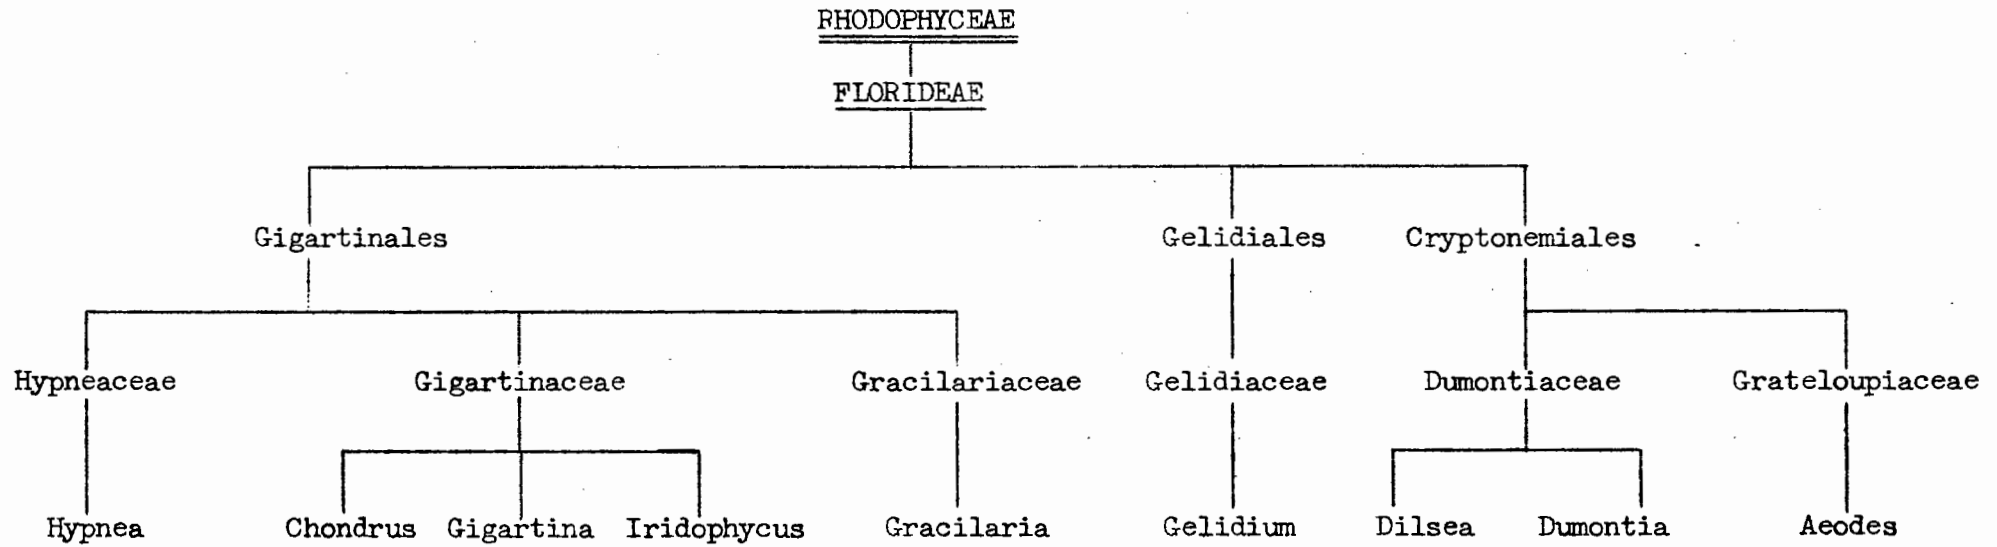 RHODOPHYCEAE
FLORIDEAE
Gigartinales Gelidiales Cryptonemiales
Hypneaceae Gigartinaceae Gracilariaceae Gelidiaceae Dumontiaceae Grateloupiaceae
Hypnea Chondrus Gigartina Iridophycus Gracilaria Gelidium Dilsea Dumontia Aeodes